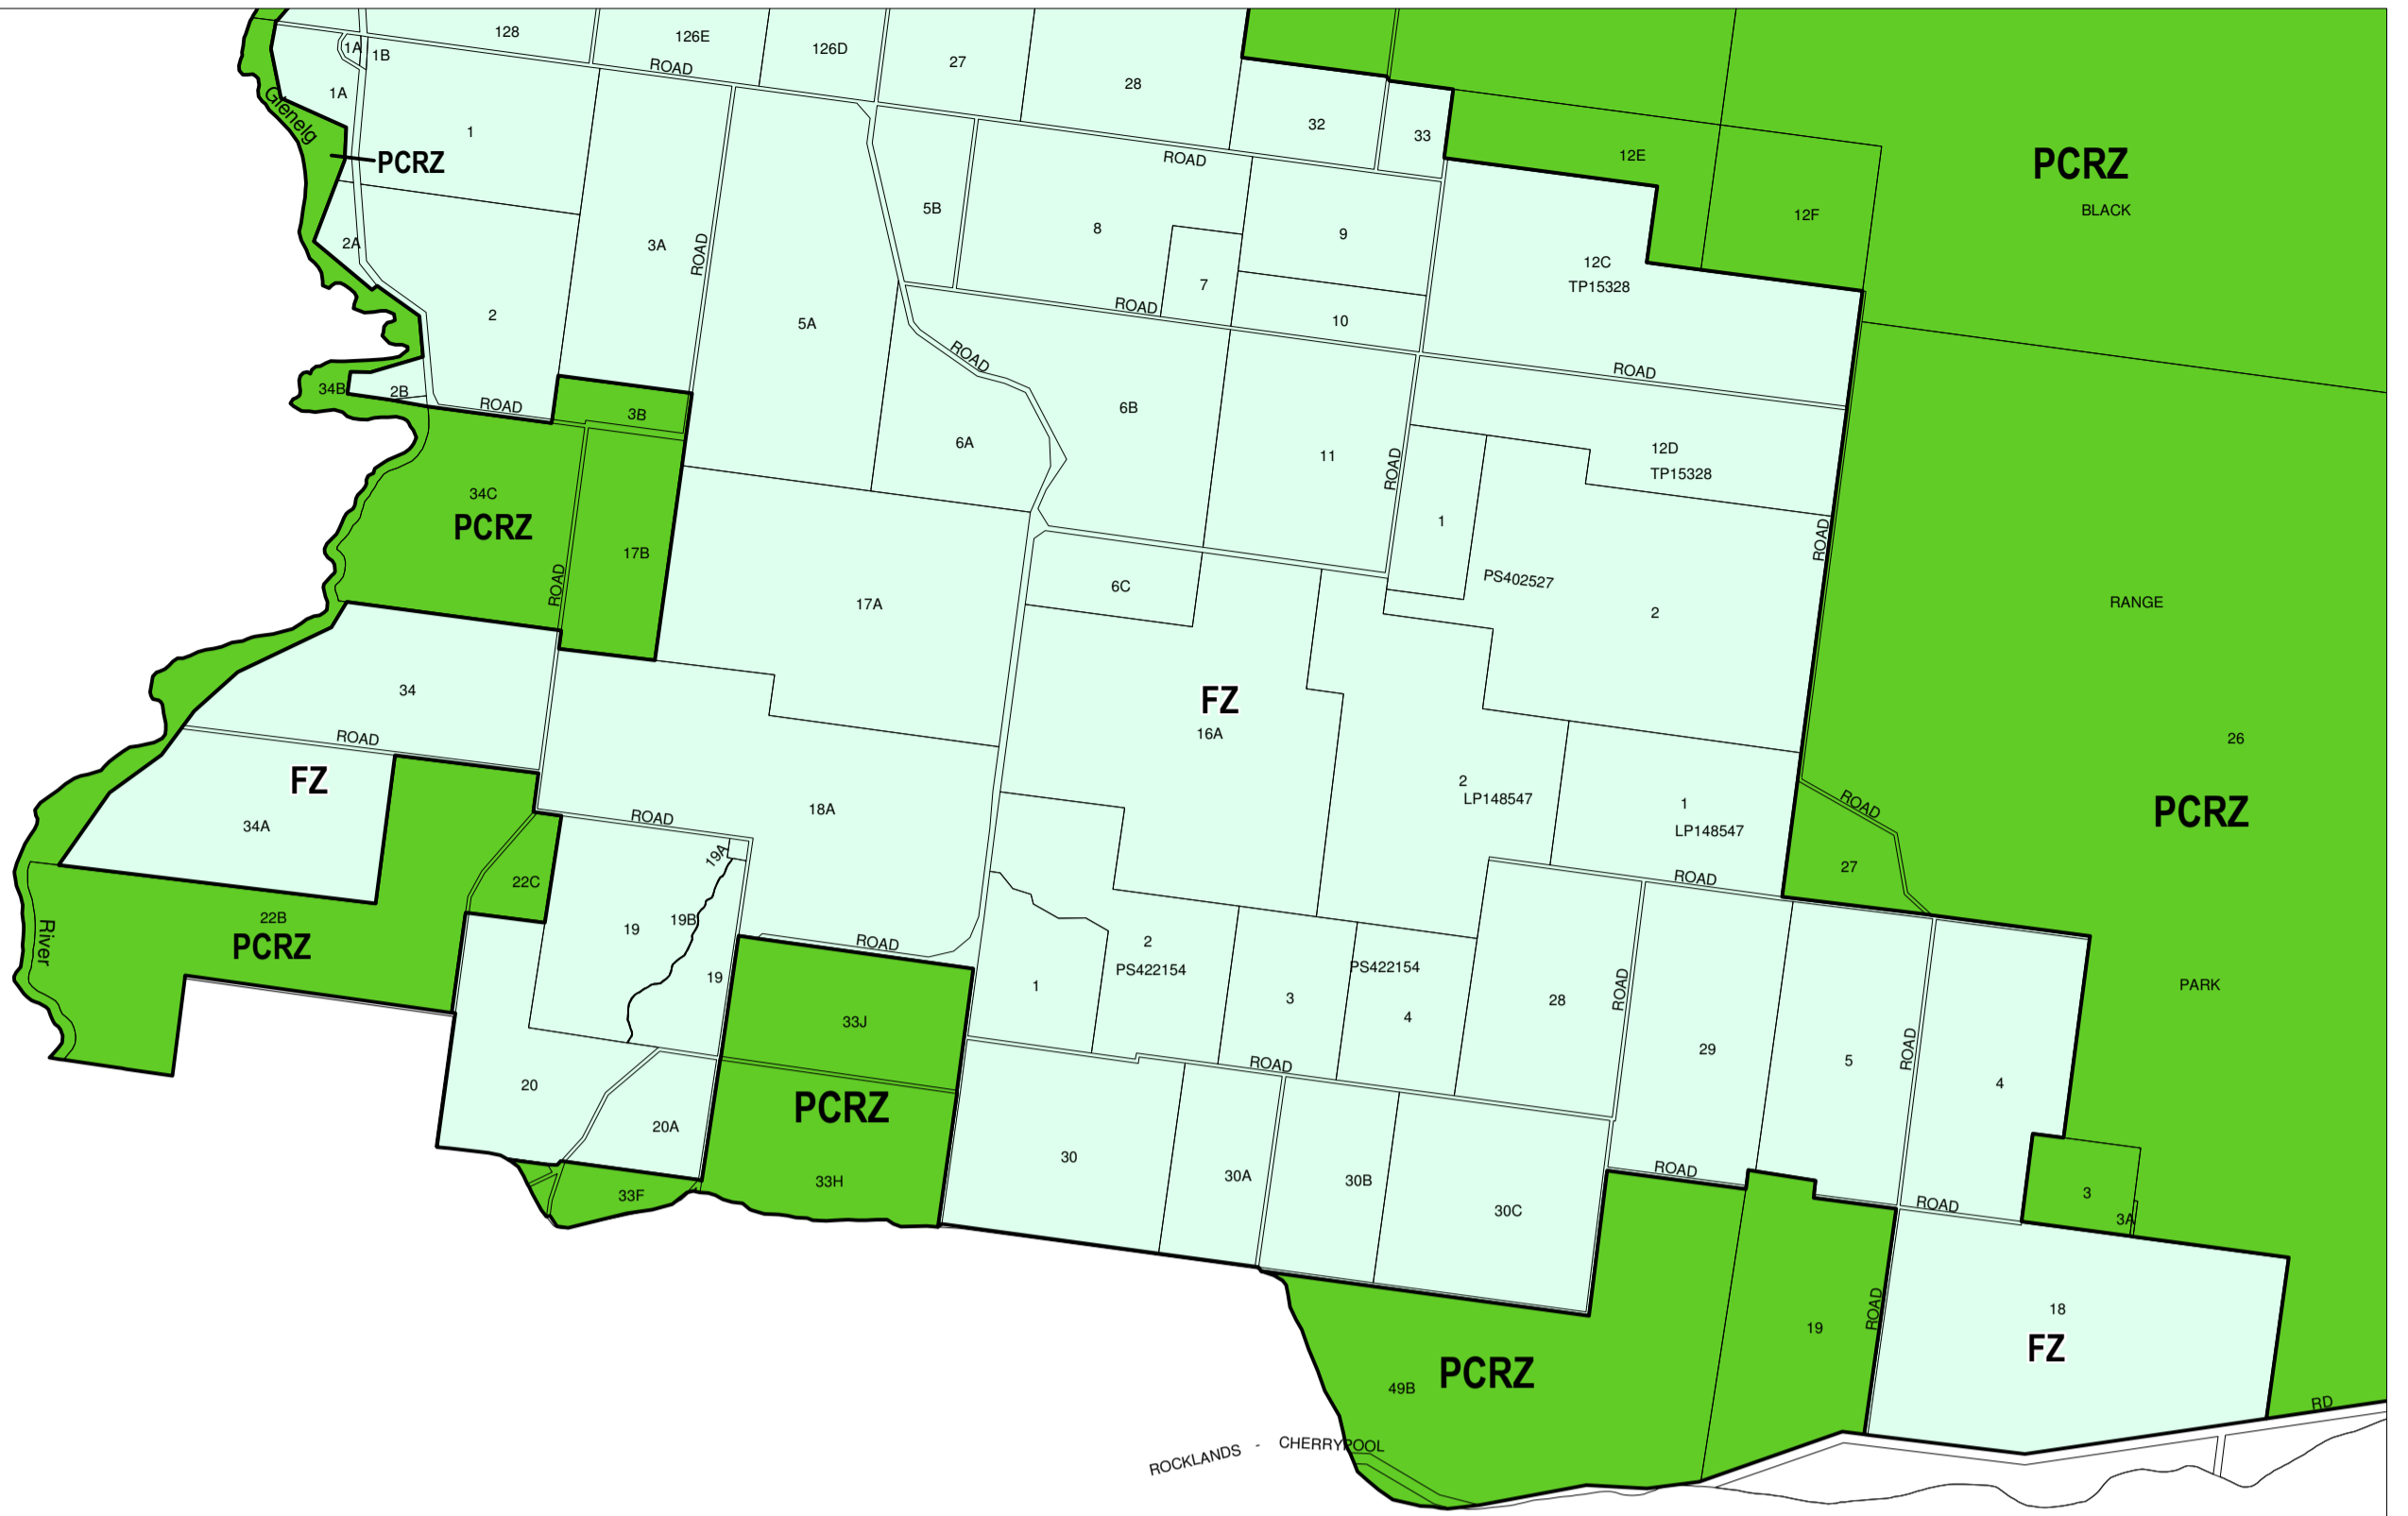 128
126E
126D
27
28
1A
1B
ROAD
1A
Glenelg
1
PCRZ
32
33
ROAD
12E
PCRZ
BLACK
12F
5B
8
9
2A
3A
ROAD
7
12C
TP15328
2
5A
ROAD
10
ROAD
ROAD
34B
2B
ROAD
3B
6B
6A
11
ROAD
12D
TP15328
34C
PCRZ
17B
ROAD
1
ROAD
PS402527
2
6C
17A
RANGE
34
FZ
16A
ROAD
26
FZ
34A
18A
2
LP148547
1
LP148547
ROAD
PCRZ
ROAD
19A
22C
27
ROAD
22B
PCRZ
River
19
19B
19
ROAD
2
PS422154
1
3
PS422154
4
28
ROAD
29
5
ROAD
4
PARK
33J
20
20A
PCRZ
ROAD
30
30A
30B
30C
33H
33F
ROAD
ROAD
3
3A
49B
PCRZ
19
ROAD
18
FZ
RD
ROCKLANDS - CHERRYPOOL